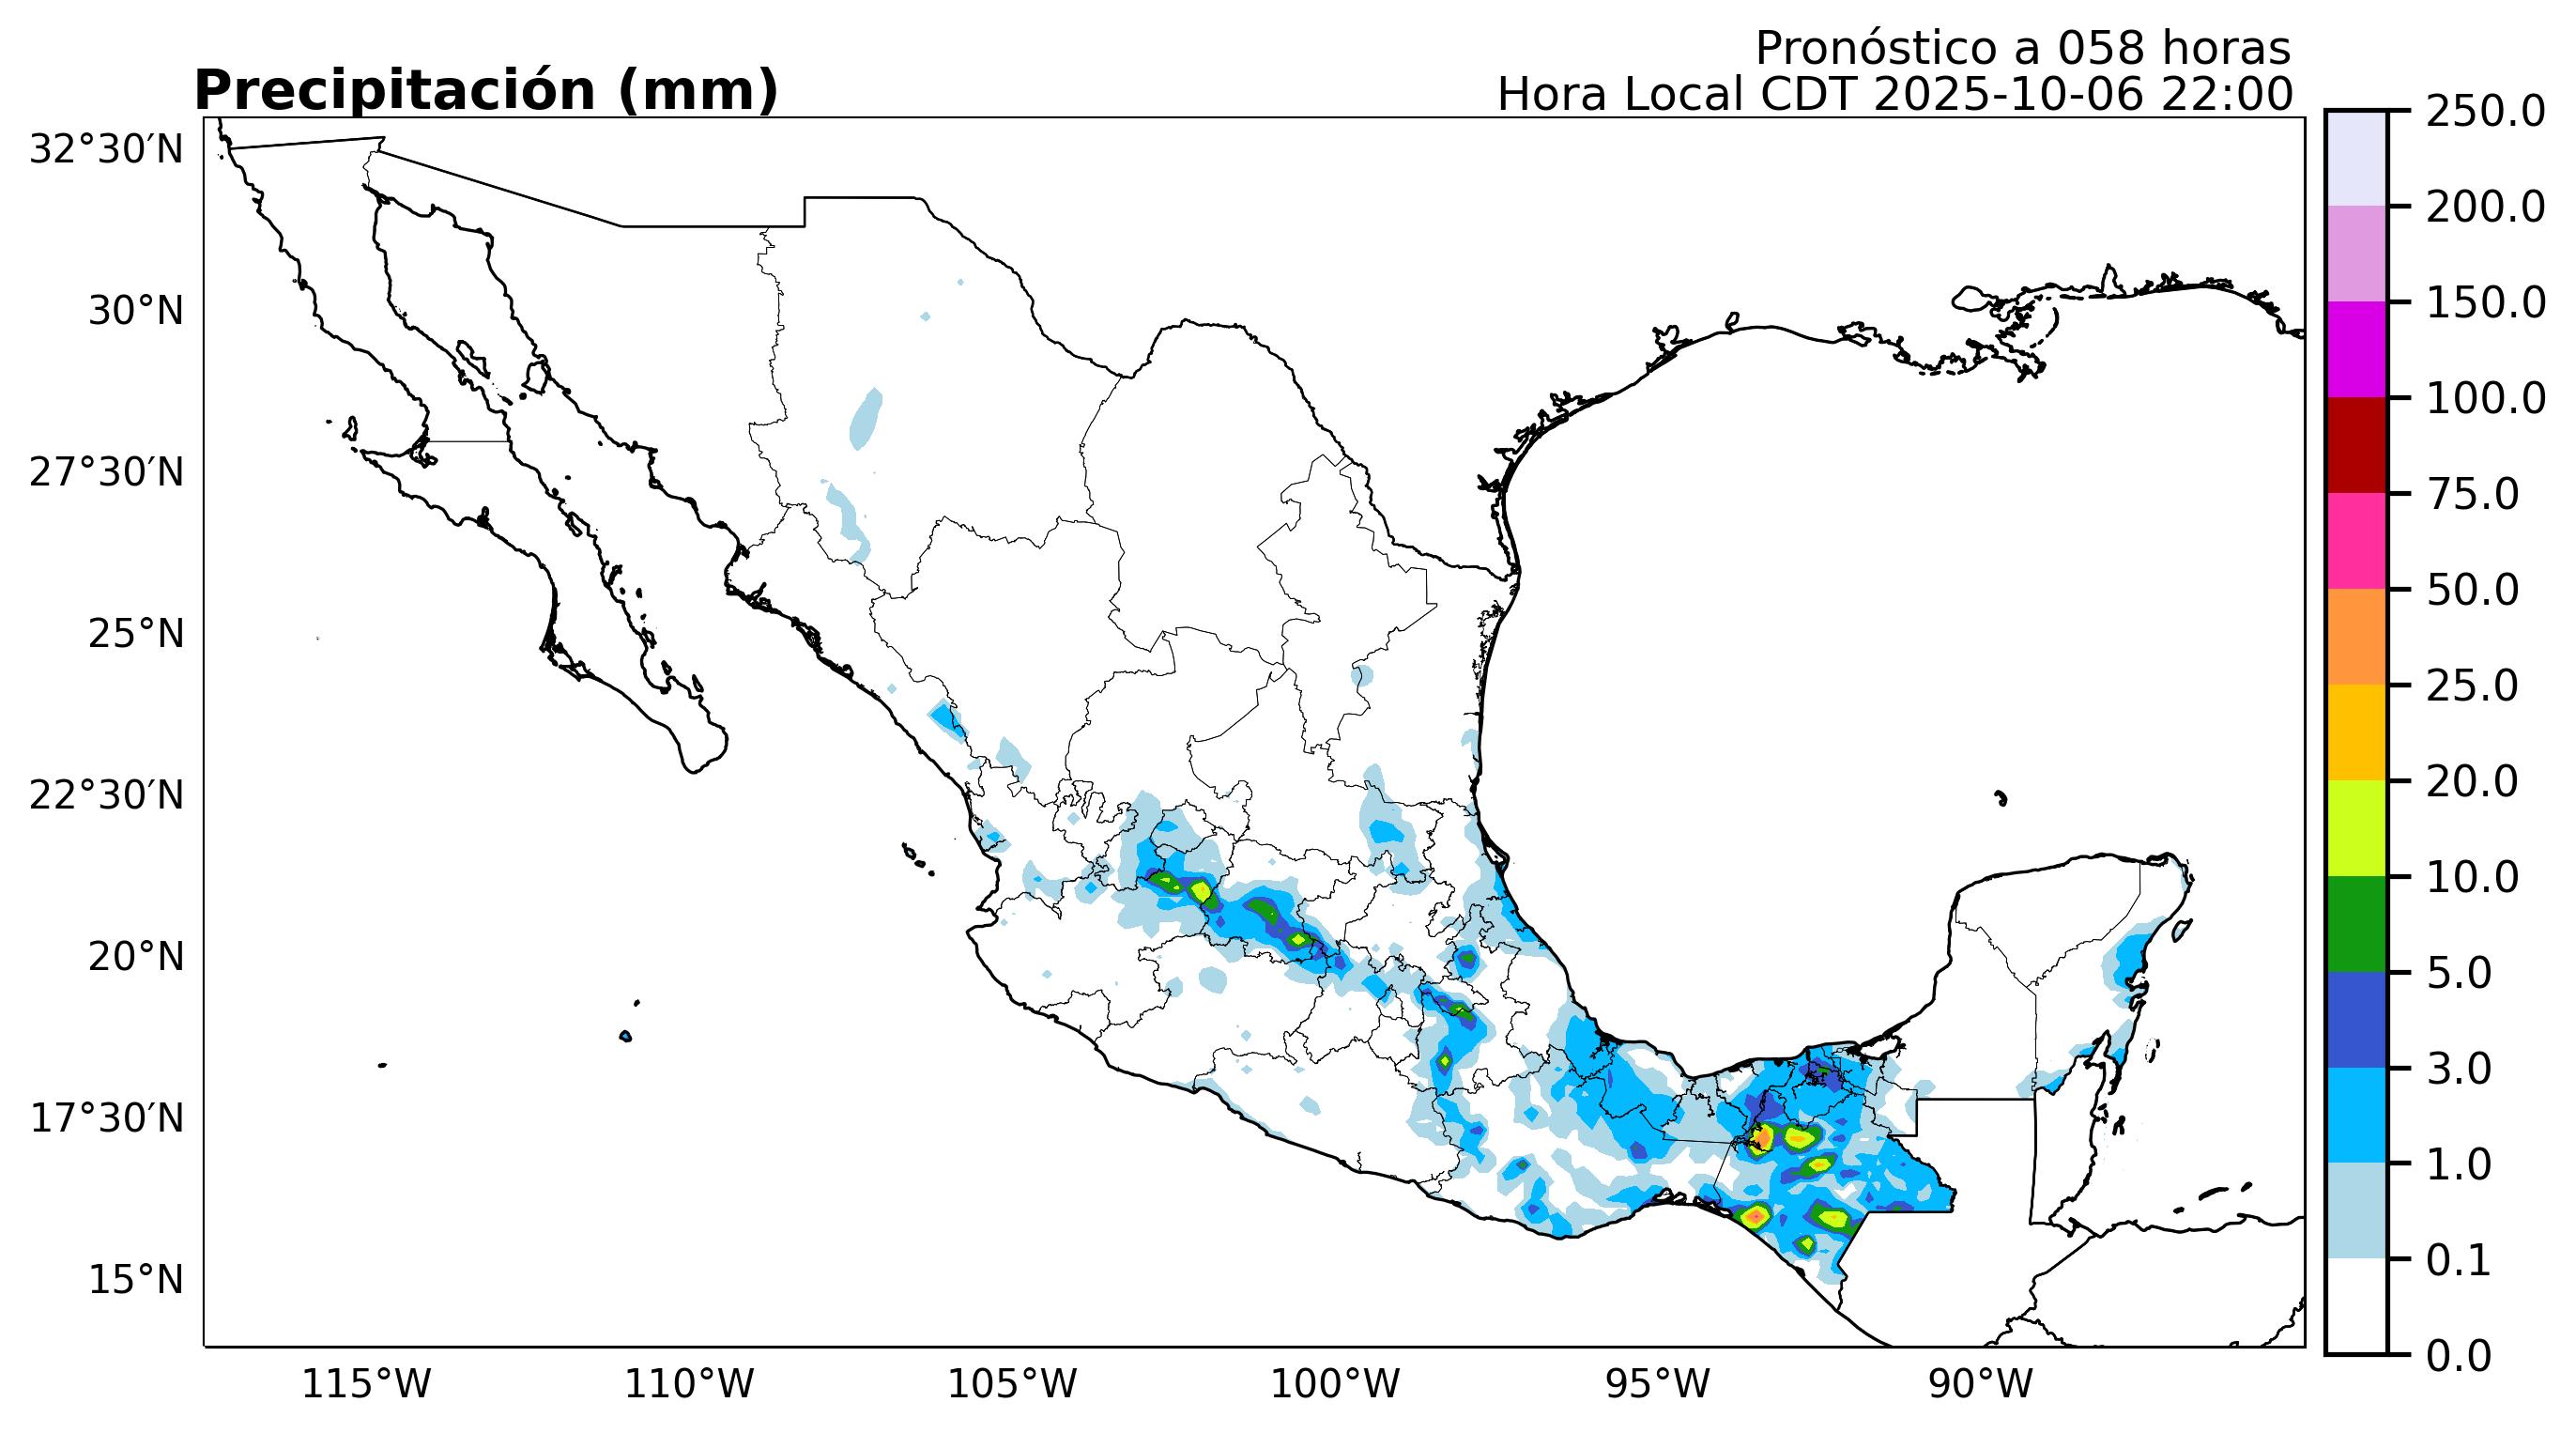 Pronóstico a 058 horas
Precipitación (mm)
Hora Local CDT 2025-10-06 22:00
32°30′N
30°N
27°30′N
25°N
22°30′N
20°N
17°30′N
15°N
115°W
110°W
105°W
100°W
95°W
90°W
250.0
200.0
150.0
100.0
75.0
50.0
25.0
20.0
10.0
5.0
3.0
1.0
0.1
0.0